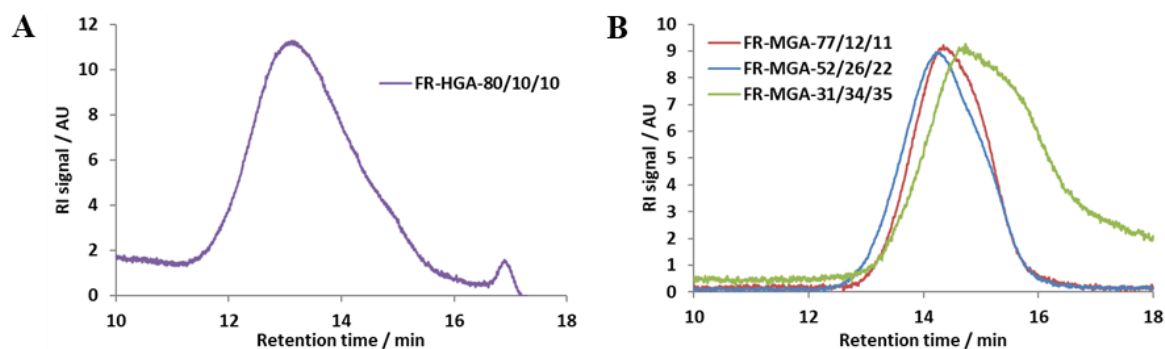 A
RI signal / AU
12
10
8
6
4
2
0
10
12
14
16
18
Retention time / min
FR-HGA-80/10/10
B
RI signal / AU
10
9
8
7
6
5
4
3
2
1
0
10
12
14
16
18
Retention time / min
FR-MGA-77/12/11
FR-MGA-52/26/22
FR-MGA-31/34/35